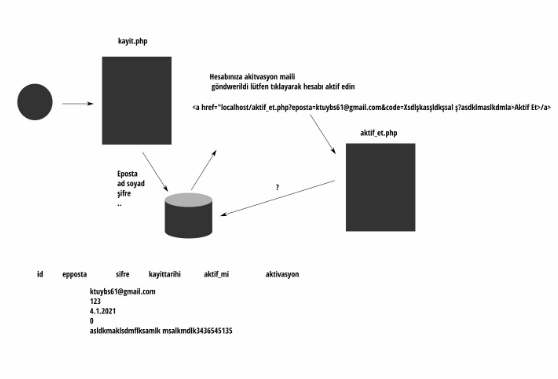 kayit.php
Hesabınıza akitvasyon maili
göndwerildi lütfen tıklayarak hesabı aktif edin
<a href="localhost/aktif_et.php?eposta=ktuybs61@gmail.com&code=Xsdlşkasşldkşsal ş?asdklmaslkdmla>Aktif Et>/a>
aktif_et.php
Eposta
ad soyad
şifre
..
?
id epposta sifre kayittarihi aktif_mi aktivasyon
ktuybs61@gmail.com
123
4.1.2021
0
asldkmaklsdmflksamlk msalkmdlk3436545135